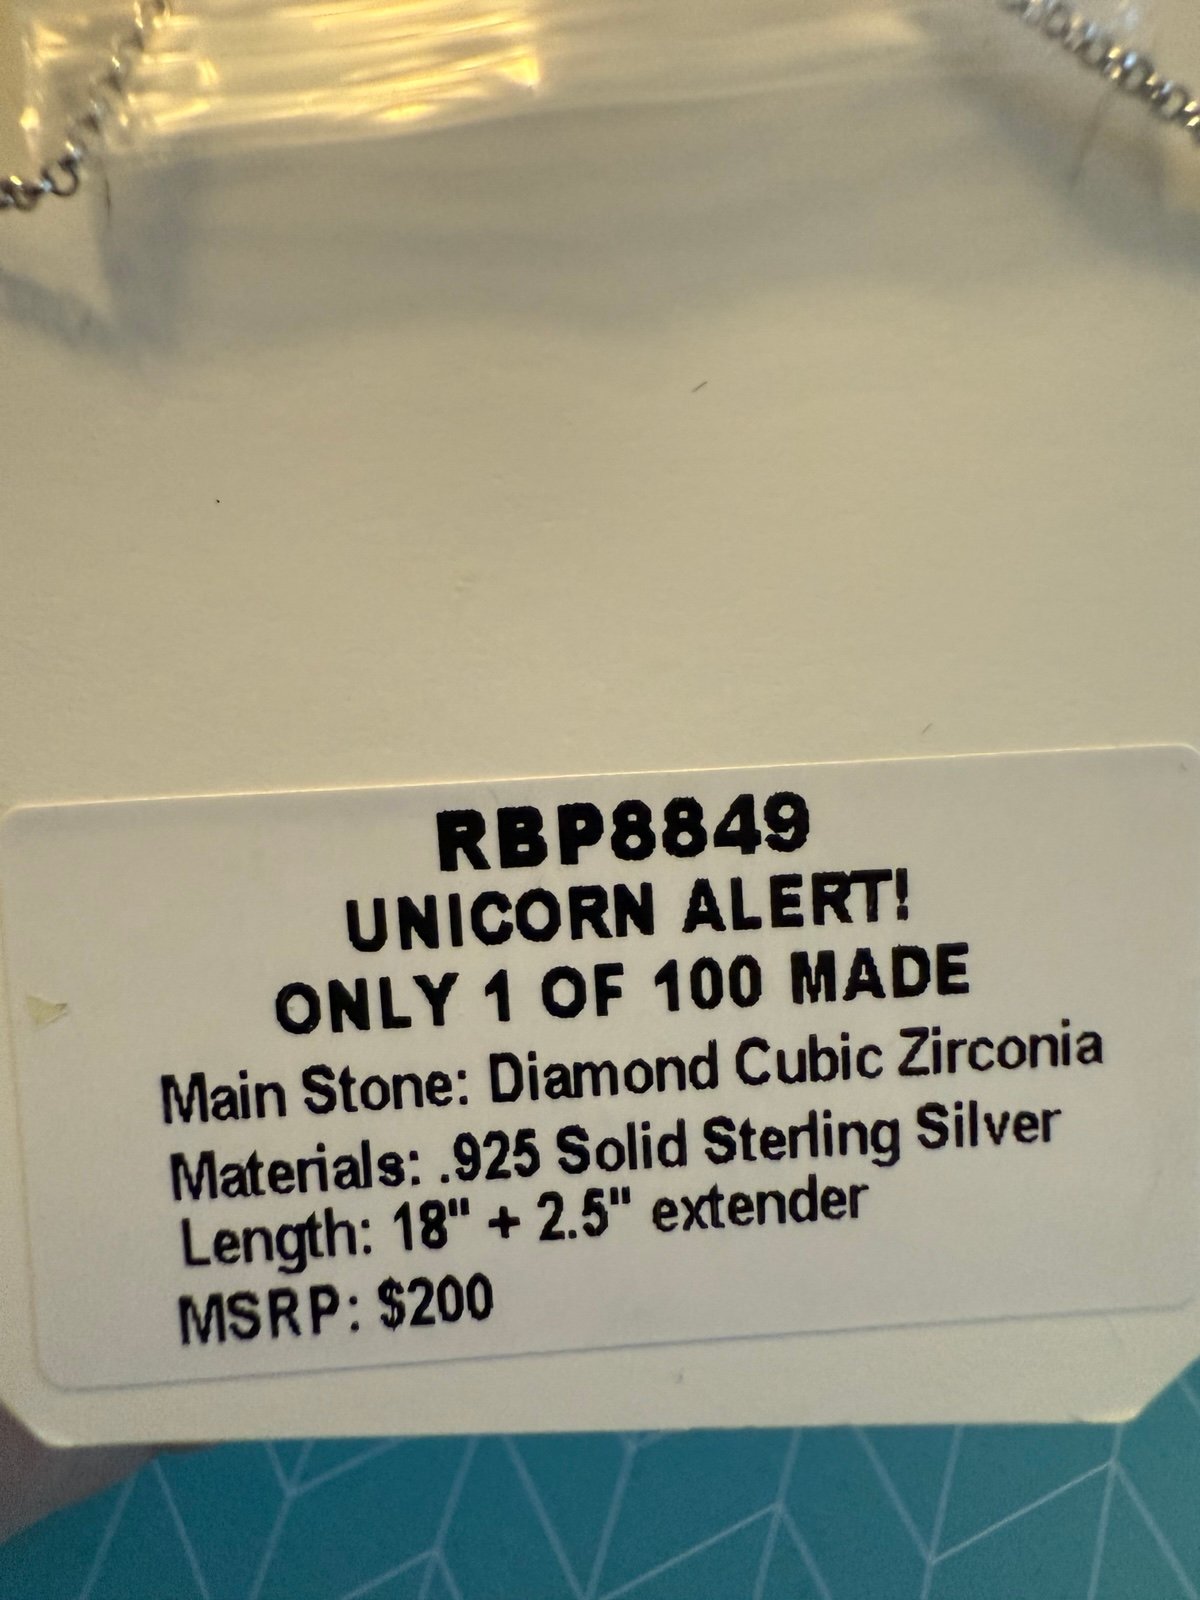 RBP8849
UNICORN ALERT!
ONLY 1 OF 100 MADE
Main Stone: Diamond Cubic Zirconia
Materials: .925 Solid Sterling Silver
Length: 18" + 2.5" extender
MSRP: $200